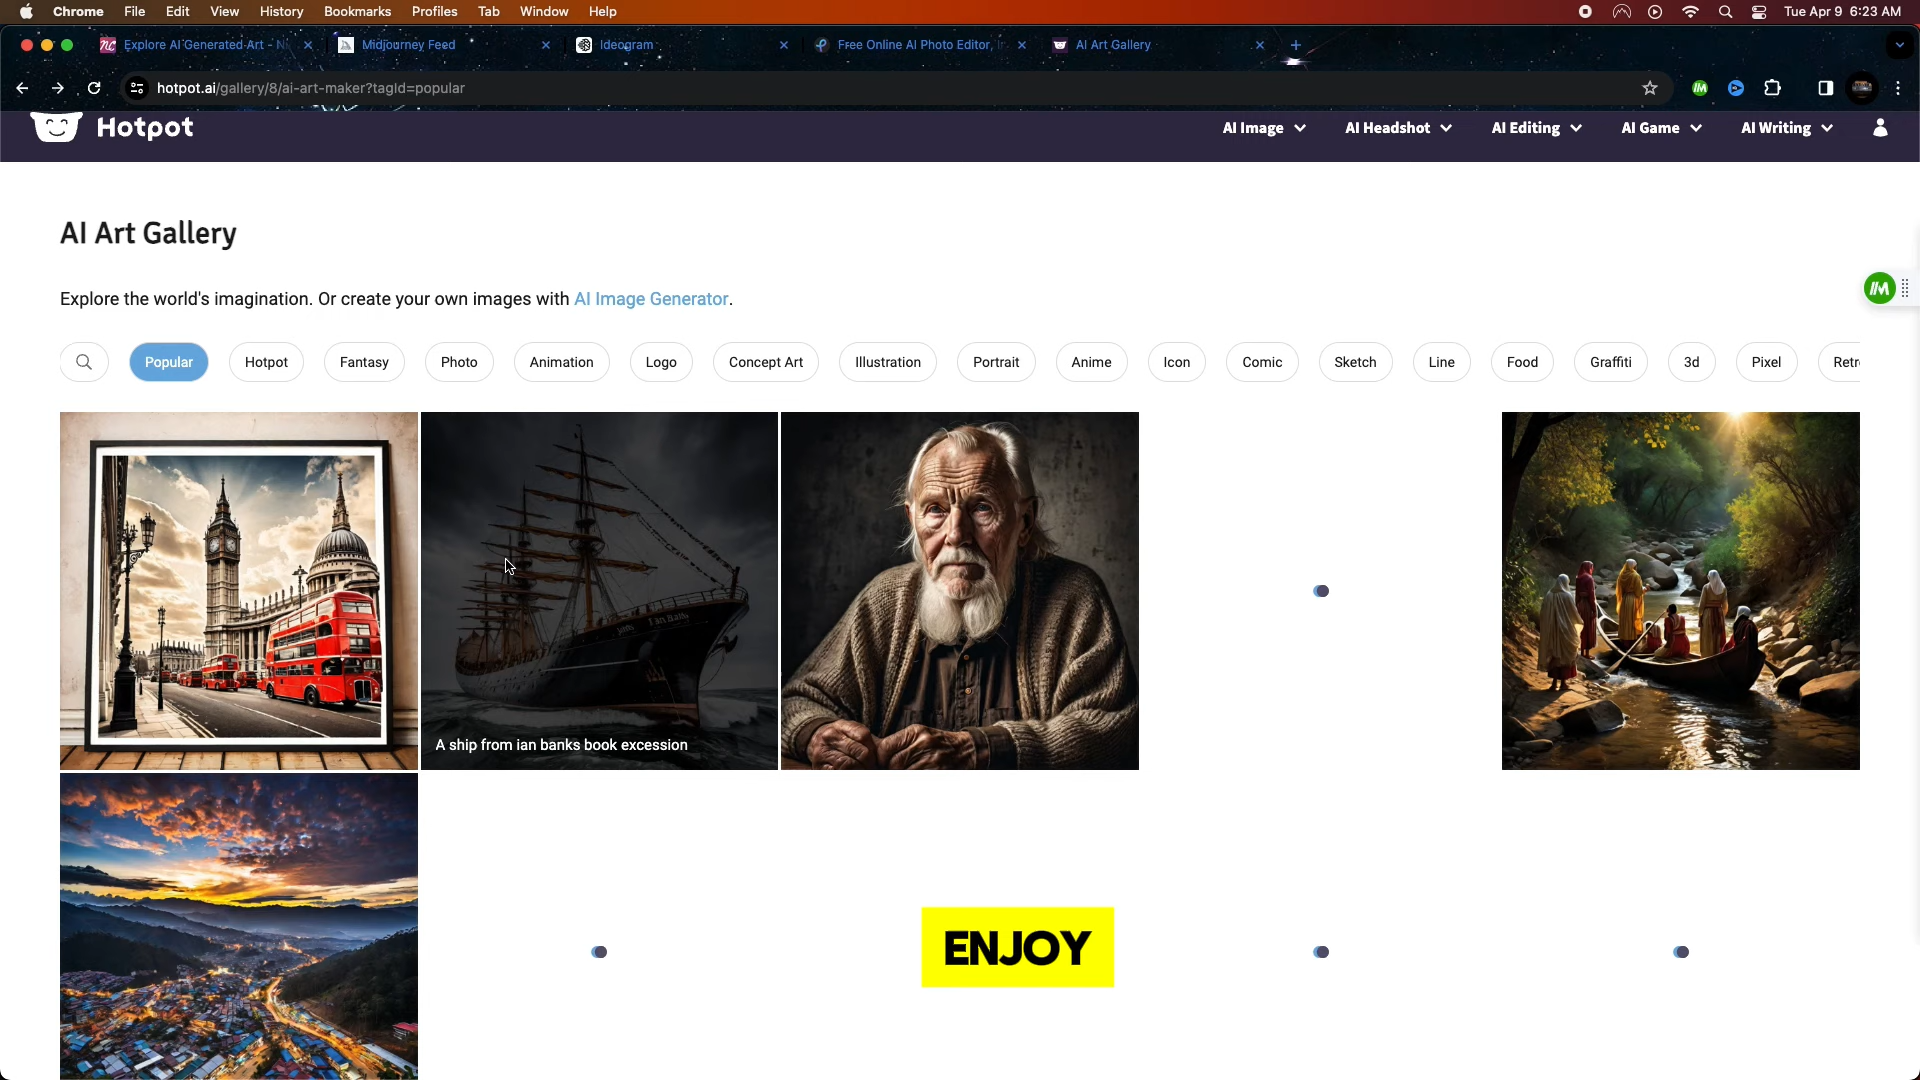 Chrome File Edit View History Bookmarks Profiles Tab Window Help Tue Apr 9 6:23 AM
Explore AI Generated Art - N Midjourney Feed Ideogram Free Online AI Photo Editor, Ir AI Art Gallery
hotpot.ai/gallery/8/ai-art-maker?tagId=popular
Hotpot AI Image AI Headshot AI Editing AI Game AI Writing
AI Art Gallery
Explore the world's imagination. Or create your own images with AI Image Generator.
Popular Hotpot Fantasy Photo Animation Logo Concept Art Illustration Portrait Anime Icon Comic Sketch Line Food Graffiti 3d Pixel Retr
A ship from ian banks book excession
ENJOY